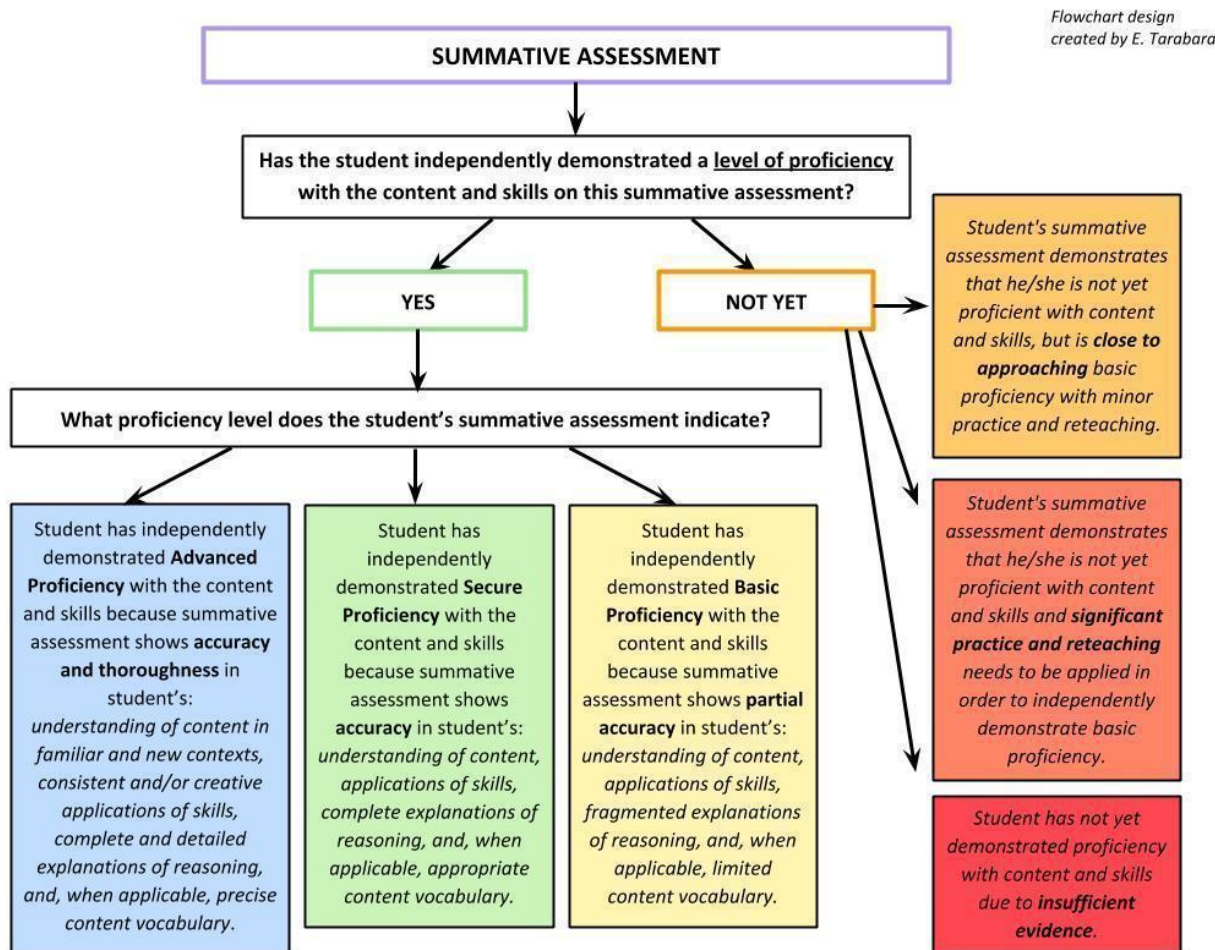 Flowchart design
created by E. Tarabara
SUMMATIVE ASSESSMENT
Has the student independently demonstrated a level of proficiency
with the content and skills on this summative assessment?
YES
NOT YET
Student's summative
assessment demonstrates
that he/she is not yet
proficient with content
and skills, but is close to
approaching basic
proficiency with minor
practice and reteaching.
What proficiency level does the student’s summative assessment indicate?
Student has independently
demonstrated Advanced
Proficiency with the content
and skills because summative
assessment shows accuracy
and thoroughness in
student’s:
understanding of content in
familiar and new contexts,
consistent and/or creative
applications of skills,
complete and detailed
explanations of reasoning,
and, when applicable, precise
content vocabulary.
Student has
independently
demonstrated Secure
Proficiency with the
content and skills
because summative
assessment shows
accuracy in student’s:
understanding of content,
applications of skills,
complete explanations of
reasoning, and, when
applicable, appropriate
content vocabulary.
Student has
independently
demonstrated Basic
Proficiency with the
content and skills
because summative
assessment shows partial
accuracy in student’s:
understanding of content,
applications of skills,
fragmented explanations
of reasoning, and, when
applicable, limited
content vocabulary.
Student's summative
assessment demonstrates
that he/she is not yet
proficient with content
and skills and significant
practice and reteaching
needs to be applied in
order to independently
demonstrate basic
proficiency.
Student has not yet
demonstrated proficiency
with content and skills
due to insufficient
evidence.